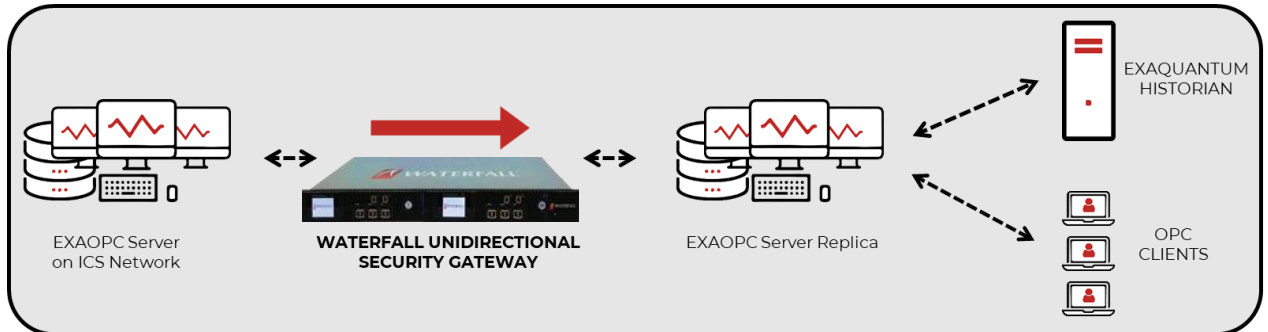 EXAOPC Server
on ICS Network
WATERFALL
WATERFALL UNIDIRECTIONAL
SECURITY GATEWAY
EXAOPC Server Replica
EXAQUANTUM
HISTORIAN
OPC
CLIENTS